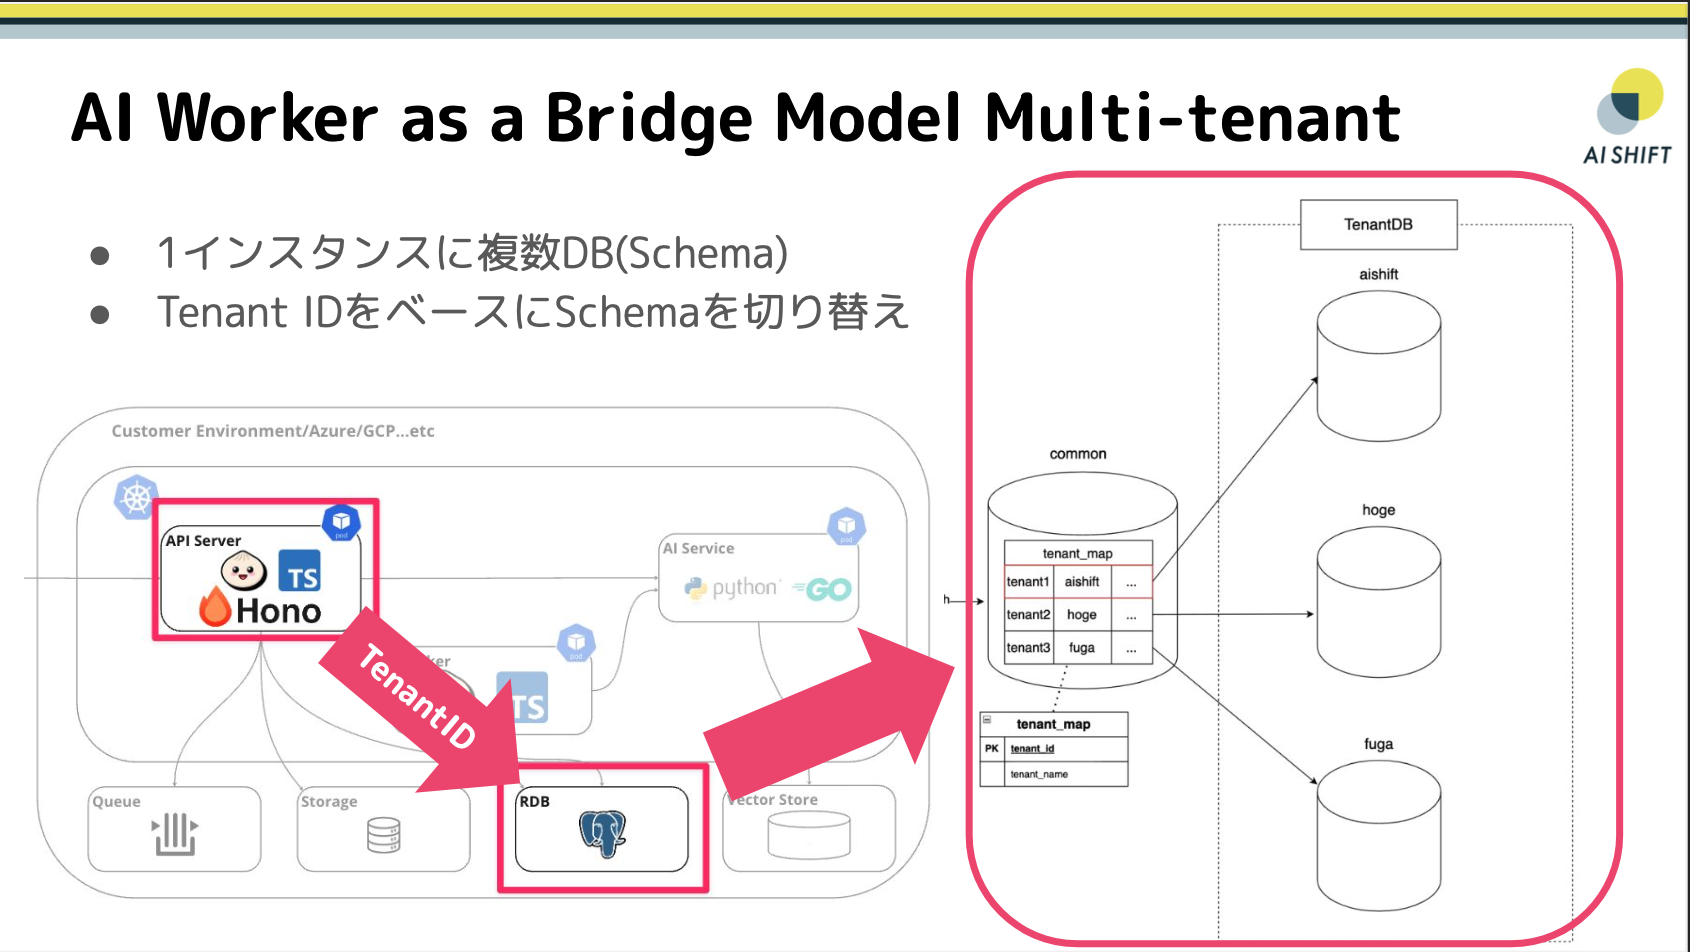 AI Worker as a Bridge Model Multi-tenant
AI SHIFT
● 1インスタンスに複数DB(Schema)
● Tenant IDをベースにSchemaを切り替え
Customer Environment/Azure/GCP...etc
API Server
pod
TS
Hono
AI Service
pod
python
GO
pod
TS
TenantID
Queue
Storage
RDB
Vector Store
TenantDB
aishift
common
hoge
tenant_map
tenant1 aishift ...
tenant2 hoge ...
tenant3 fuga ...
h
tenant_map
PK tenant_id
tenant_name
fuga